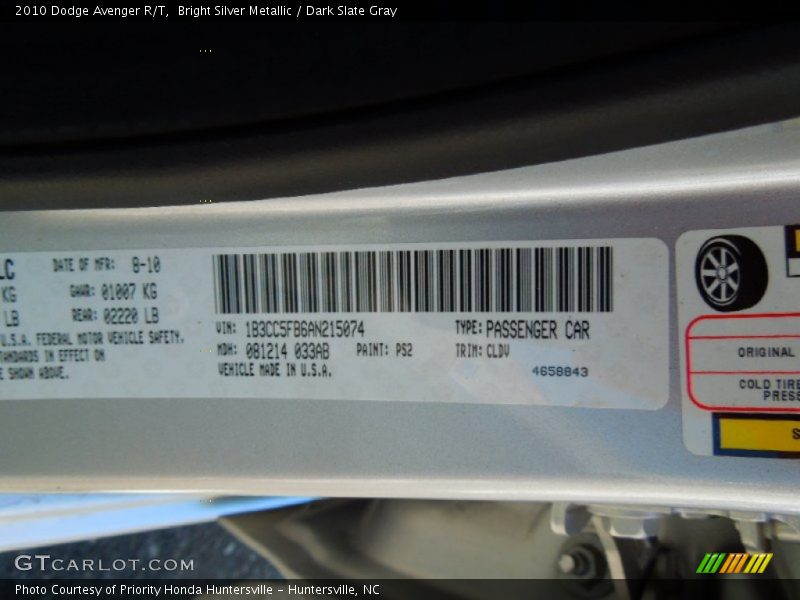 2010 Dodge Avenger R/T,  Bright Silver Metallic / Dark Slate Gray
LC DATE OF MFR: 8-10
KG GAWR: 01007 KG
LB REAR: 02220 LB
U.S.A. FEDERAL MOTOR VEHICLE SAFETY.
TANDARDS IN EFFECT ON
E SHOWN ABOVE.
VIN: 1B3CC5FB6AN215074 TYPE: PASSENGER CAR
MDH: 081214 033AB PAINT: PS2 TRIM: CLDV
VEHICLE MADE IN U.S.A. 4658843
ORIGINAL
COLD TIRE
PRESS
S
GTCARLOT.COM
Photo Courtesy of Priority Honda Huntersville – Huntersville, NC